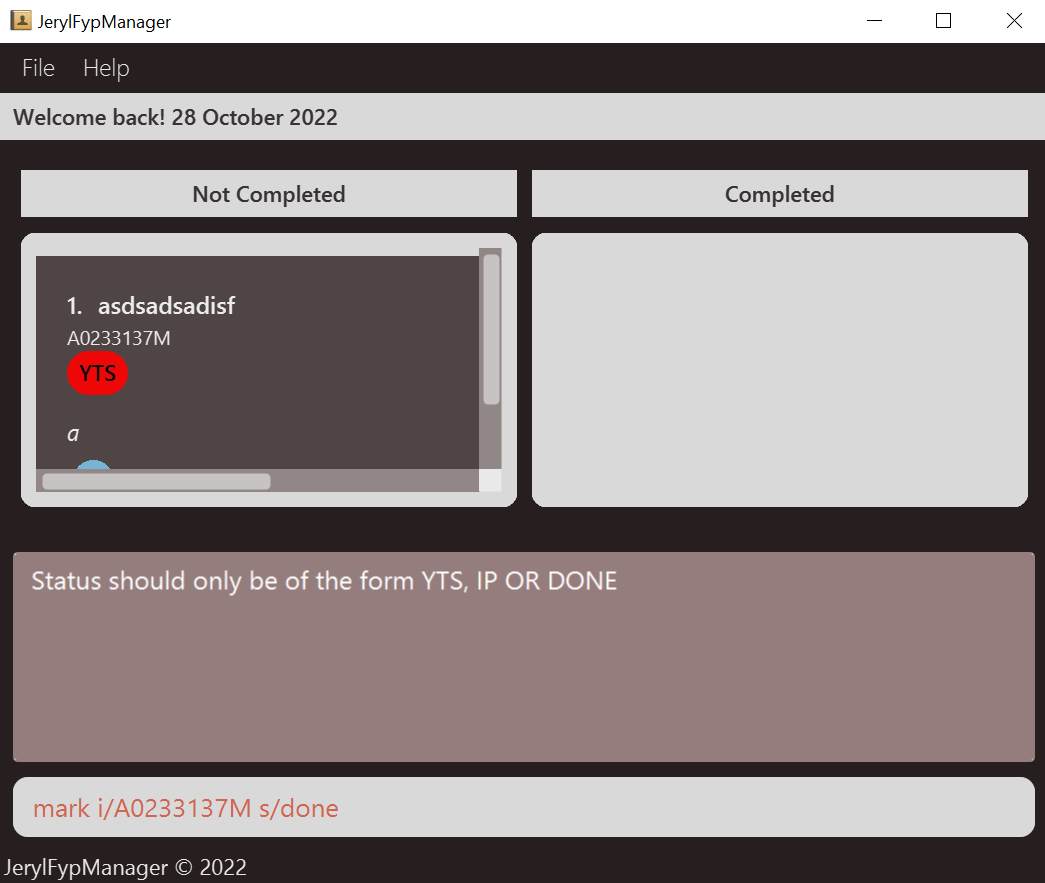 JerylFypManager
File Help
Welcome back! 28 October 2022
Not Completed
Completed
1. asdsadsadisf
A0233137M
YTS
a
Status should only be of the form YTS, IP OR DONE
mark i/A0233137M s/done
JerylFypManager © 2022